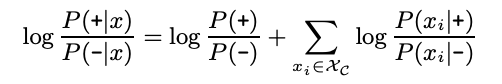 log P(+|x) / P(−|x) = log P(+) / P(−) + ∑_{x_i ∈ 𝒳_𝒞} log P(x_i|+) / P(x_i|−)